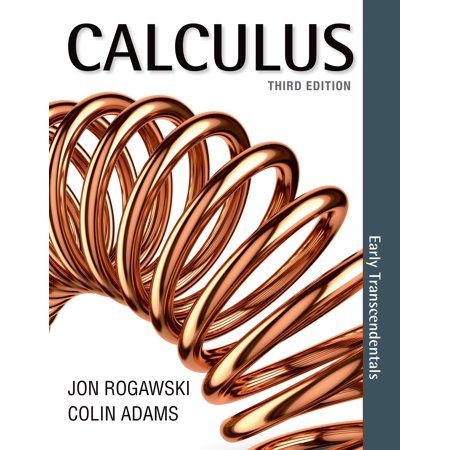 CALCULUS
THIRD EDITION
Early Transcendentals
JON ROGAWSKI
COLIN ADAMS